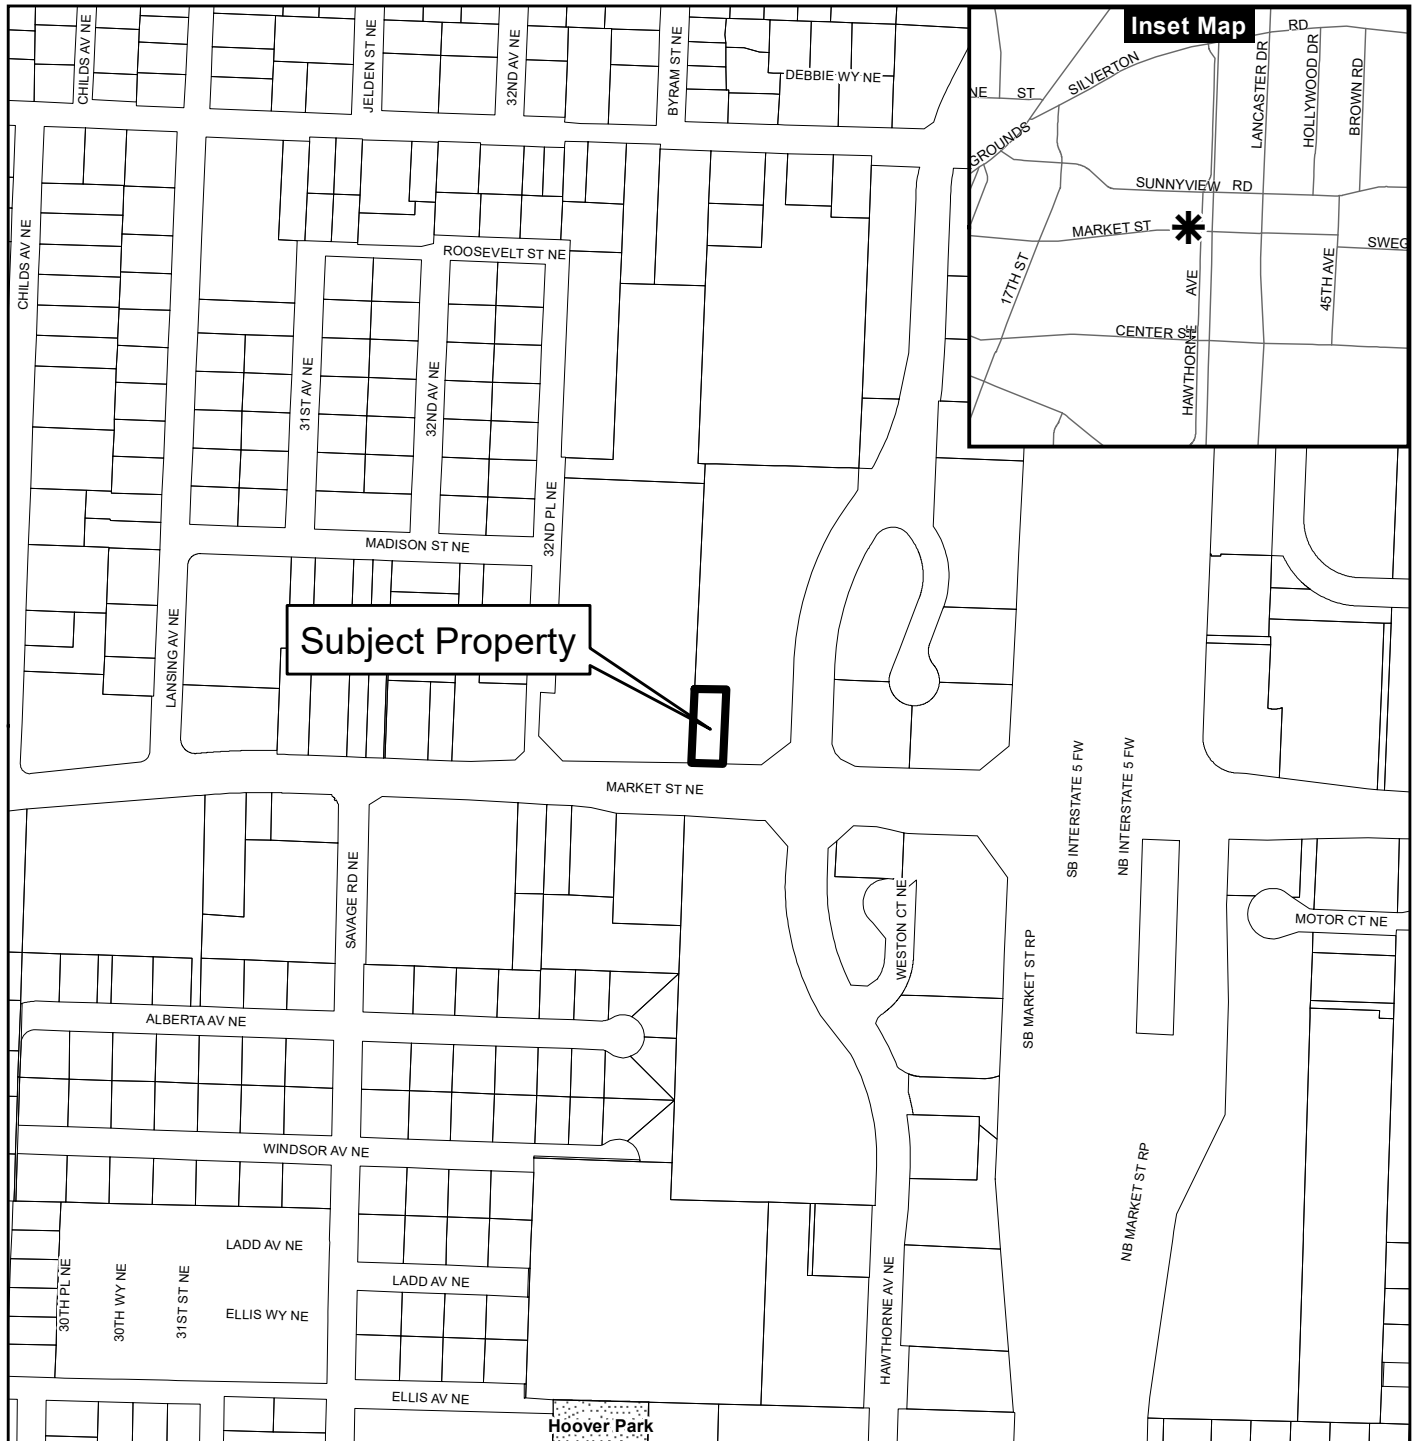 CHILDS AV NE
JELDEN ST NE
32ND AV NE
BYRAM ST NE
DEBBIE WY NE
Inset Map
RD
SILVERTON
NE
ST
GROUNDS
LANCASTER DR
HOLLYWOOD DR
BROWN RD
SUNNYVIEW RD
MARKET ST
SWEG
17TH ST
HAWTHORNE AVE
45TH AVE
CENTER ST
CHILDS AV NE
ROOSEVELT ST NE
31ST AV NE
32ND AV NE
32ND PL NE
MADISON ST NE
LANSING AV NE
Subject Property
MARKET ST NE
SB INTERSTATE 5 FW
NB INTERSTATE 5 FW
SAVAGE RD NE
WESTON CT NE
MOTOR CT NE
SB MARKET ST RP
ALBERTA AV NE
WINDSOR AV NE
NB MARKET ST RP
LADD AV NE
30TH PL NE
30TH WY NE
31ST ST NE
LADD AV NE
ELLIS WY NE
HAWTHORNE AV NE
ELLIS AV NE
Hoover Park